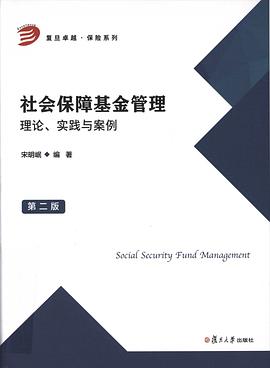 复旦卓越·保险系列
社会保障基金管理
理论、实践与案例
宋明岷◆编 著
第二版
Social Security Fund Management
復旦大學出版社